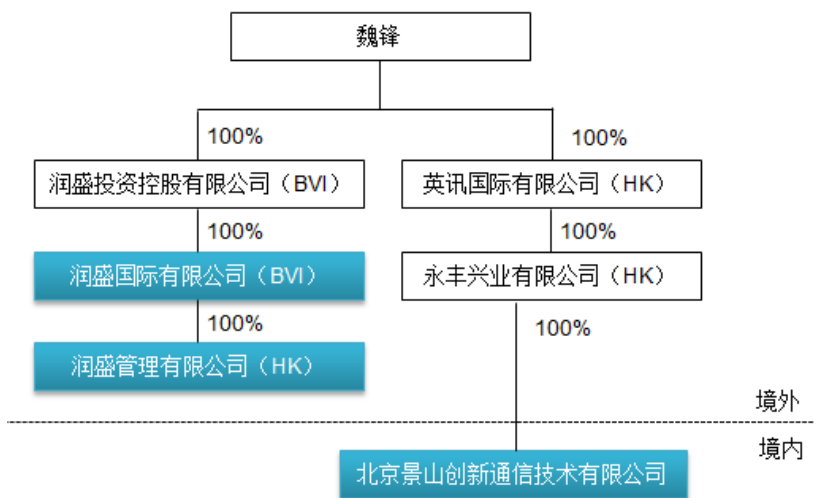 魏锋
100%
100%
润盛投资控股有限公司（BVI）
英讯国际有限公司（HK）
100%
100%
润盛国际有限公司（BVI）
永丰兴业有限公司（HK）
100%
100%
润盛管理有限公司（HK）
境外
境内
北京景山创新通信技术有限公司